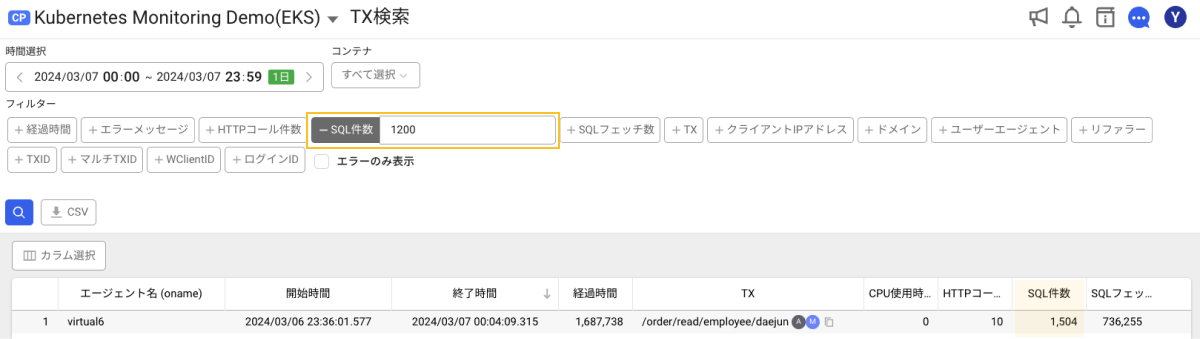 CP Kubernetes Monitoring Demo(EKS) TX検索 Y
時間選択 コンテナ
2024/03/07 00:00 ~ 2024/03/07 23:59 1日 すべて選択
フィルター
+ 経過時間 + エラーメッセージ + HTTPコール件数 − SQL件数 1200 + SQLフェッチ数 + TX + クライアントIPアドレス + ドメイン + ユーザーエージェント + リファラー
+ TXID + マルチTXID + WClientID + ログインID エラーのみ表示
CSV
カラム選択
エージェント名 (oname) 開始時間 終了時間 ↓ 経過時間 TX CPU使用時... HTTPコー... SQL件数 SQLフェッ...
1 virtual6 2024/03/06 23:36:01.577 2024/03/07 00:04:09.315 1,687,738 /order/read/employee/daejun A M 0 10 1,504 736,255